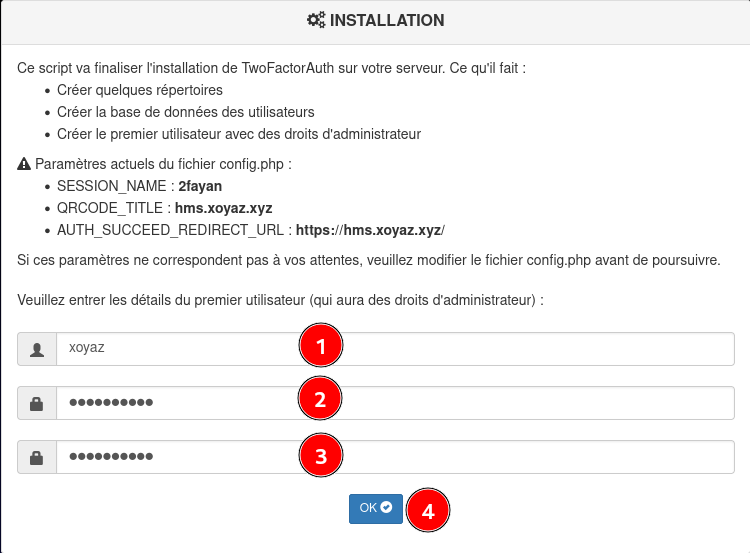 INSTALLATION
Ce script va finaliser l'installation de TwoFactorAuth sur votre serveur. Ce qu'il fait :
• Créer quelques répertoires
• Créer la base de données des utilisateurs
• Créer le premier utilisateur avec des droits d'administrateur
Paramètres actuels du fichier config.php :
• SESSION_NAME : 2fayan
• QRCODE_TITLE : hms.xoyaz.xyz
• AUTH_SUCCEED_REDIRECT_URL : https://hms.xoyaz.xyz/
Si ces paramètres ne correspondent pas à vos attentes, veuillez modifier le fichier config.php avant de poursuivre.
Veuillez entrer les détails du premier utilisateur (qui aura des droits d'administrateur) :
xoyaz 1
●●●●●●●●●● 2
●●●●●●●●●● 3
OK 4